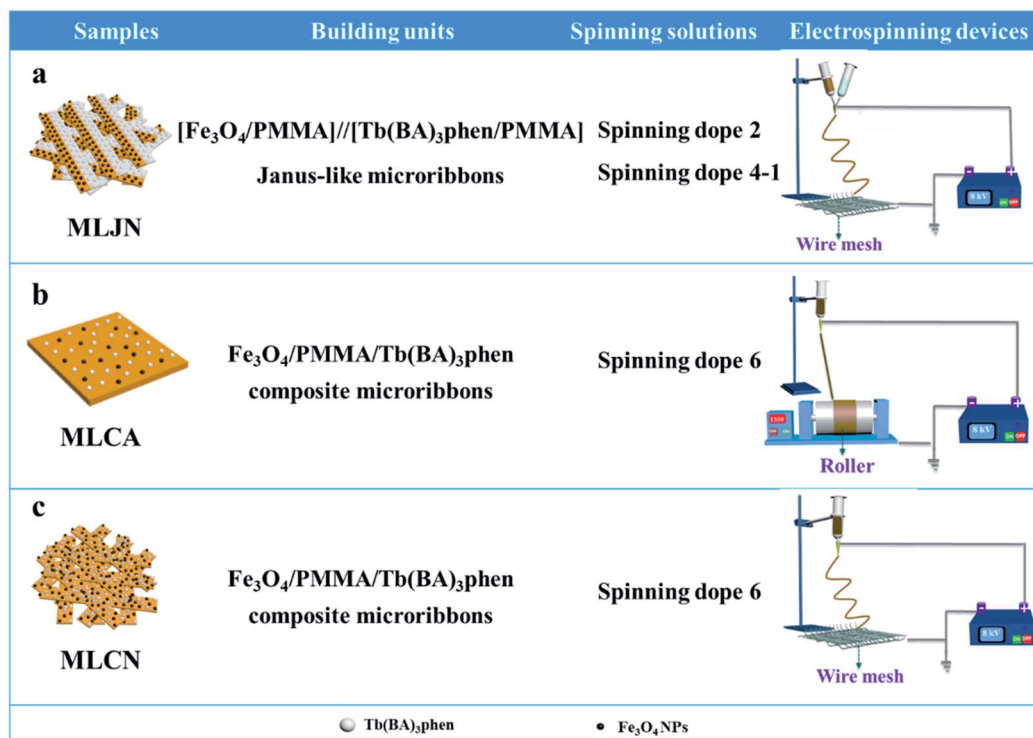 Samples Building units Spinning solutions Electrospinning devices
a
[Fe₃O₄/PMMA]//[Tb(BA)₃phen/PMMA] Spinning dope 2
Janus-like microribbons Spinning dope 4-1
MLJN
8 kV
ON OFF
Wire mesh
b
Fe₃O₄/PMMA/Tb(BA)₃phen
composite microribbons
Spinning dope 6
MLCA
8 kV
ON OFF
Roller
c
Fe₃O₄/PMMA/Tb(BA)₃phen
composite microribbons
Spinning dope 6
MLCN
8 kV
ON OFF
Wire mesh
Tb(BA)₃phen Fe₃O₄ NPs